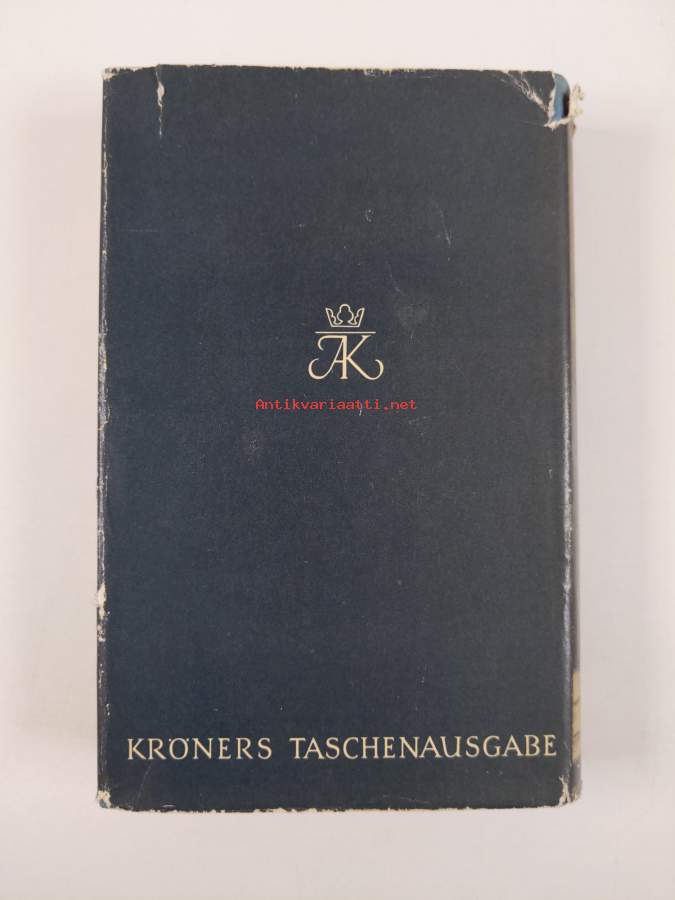 AK
Antikvariaatti.net
KRÖNERS TASCHENAUSGABE